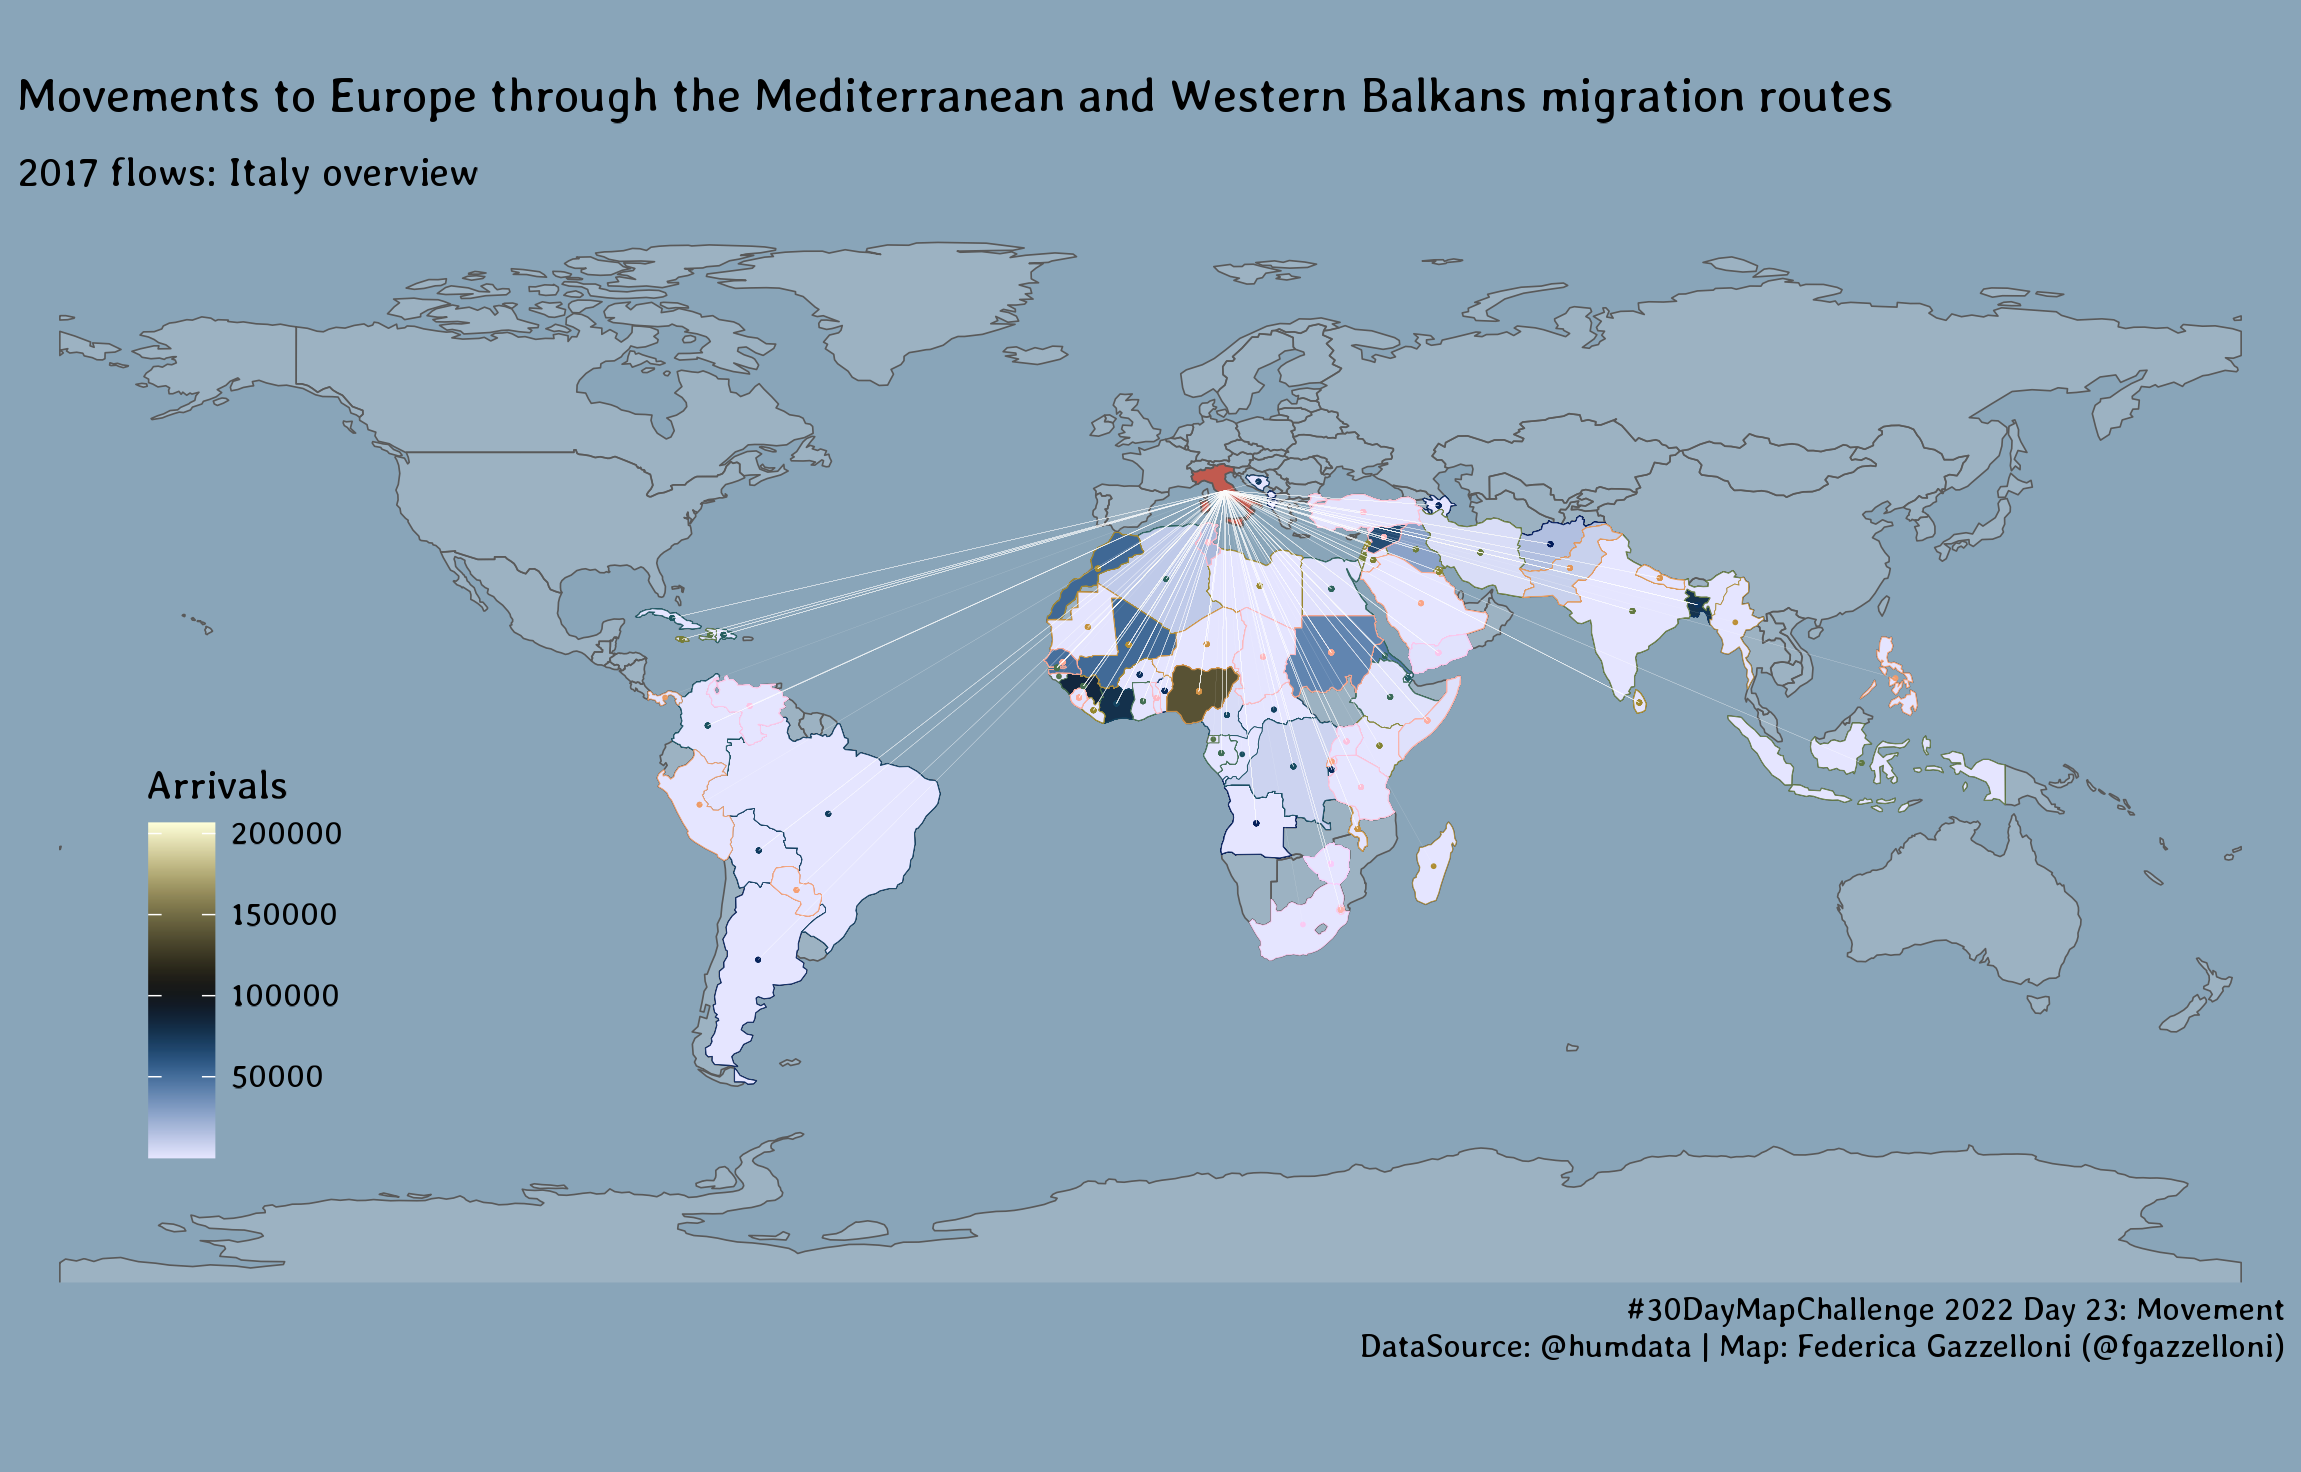 Movements to Europe through the Mediterranean and Western Balkans migration routes
2017 flows: Italy overview
Arrivals
200000
150000
100000
50000
#30DayMapChallenge 2022 Day 23: Movement
DataSource: @humdata | Map: Federica Gazzelloni (@fgazzelloni)